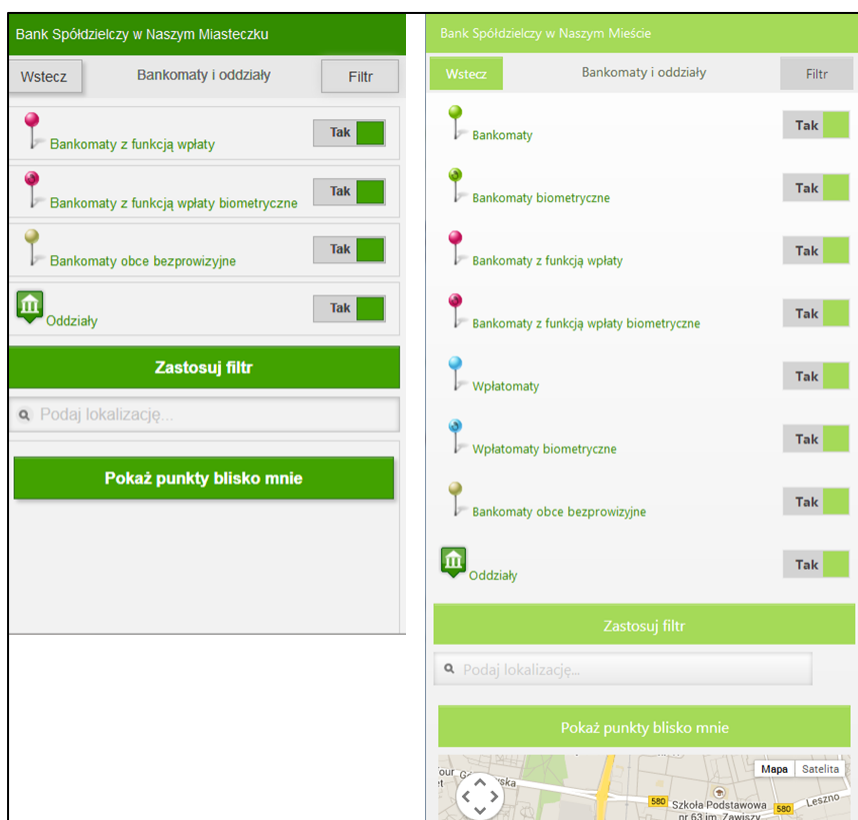 Bank Spółdzielczy w Naszym Miasteczku
Wstecz Bankomaty i oddziały Filtr
Bankomaty z funkcją wpłaty Tak
Bankomaty z funkcją wpłaty biometryczne Tak
Bankomaty obce bezprowizyjne Tak
Oddziały Tak
Zastosuj filtr
Podaj lokalizację...
Pokaż punkty blisko mnie
Bank Spółdzielczy w Naszym Mieście
Wstecz Bankomaty i oddziały Filtr
Bankomaty Tak
Bankomaty biometryczne Tak
Bankomaty z funkcją wpłaty Tak
Bankomaty z funkcją wpłaty biometryczne Tak
Wpłatomaty Tak
Wpłatomaty biometryczne Tak
Bankomaty obce bezprowizyjne Tak
Oddziały Tak
Zastosuj filtr
Podaj lokalizację...
Pokaż punkty blisko mnie
Mapa Satelita
580 Szkoła Podstawowa 580 Leszno
nr 63 im. Zawiszy